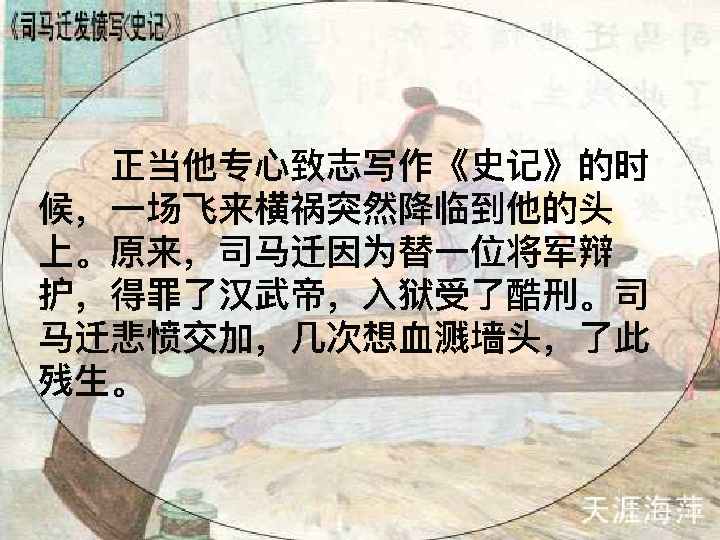 《司马迁发愤写《史记》》
正当他专心致志写作《史记》的时
候，一场飞来横祸突然降临到他的头
上。原来，司马迁因为替一位将军辩
护，得罪了汉武帝，入狱受了酷刑。司
马迁悲愤交加，几次想血溅墙头，了此
残生。
天涯海萍